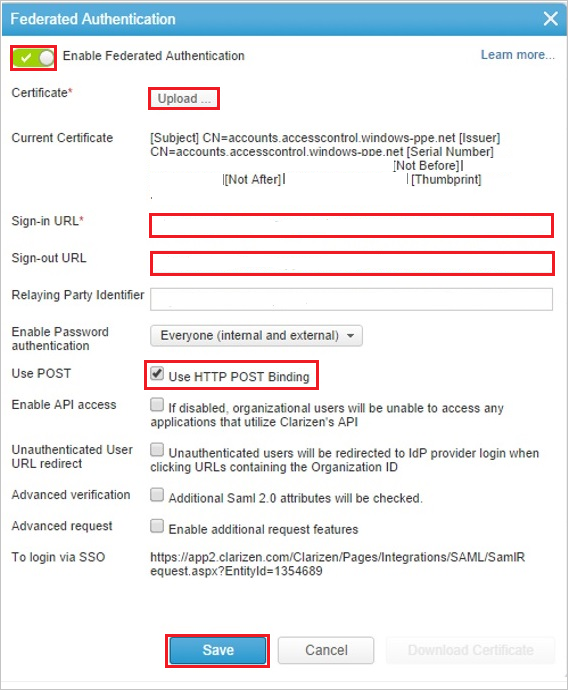 Federated Authentication
Enable Federated Authentication
Learn more...
Certificate*
Upload ...
Current Certificate
[Subject] CN=accounts.accesscontrol.windows-ppe.net [Issuer]
CN=accounts.accesscontrol.windows-ppe.net [Serial Number]
[Not Before]
[Not After]
[Thumbprint]
Sign-in URL*
Sign-out URL
Relaying Party Identifier
Enable Password
authentication
Everyone (internal and external)
Use POST
Use HTTP POST Binding
Enable API access
If disabled, organizational users will be unable to access any
applications that utilize Clarizen's API
Unauthenticated User
URL redirect
Unauthenticated users will be redirected to IdP provider login when
clicking URLs containing the Organization ID
Advanced verification
Additional Saml 2.0 attributes will be checked.
Advanced request
Enable additional request features
To login via SSO
https://app2.clarizen.com/Clarizen/Pages/Integrations/SAML/SamlR
equest.aspx?EntityId=1354689
Save
Cancel
Download Certificate